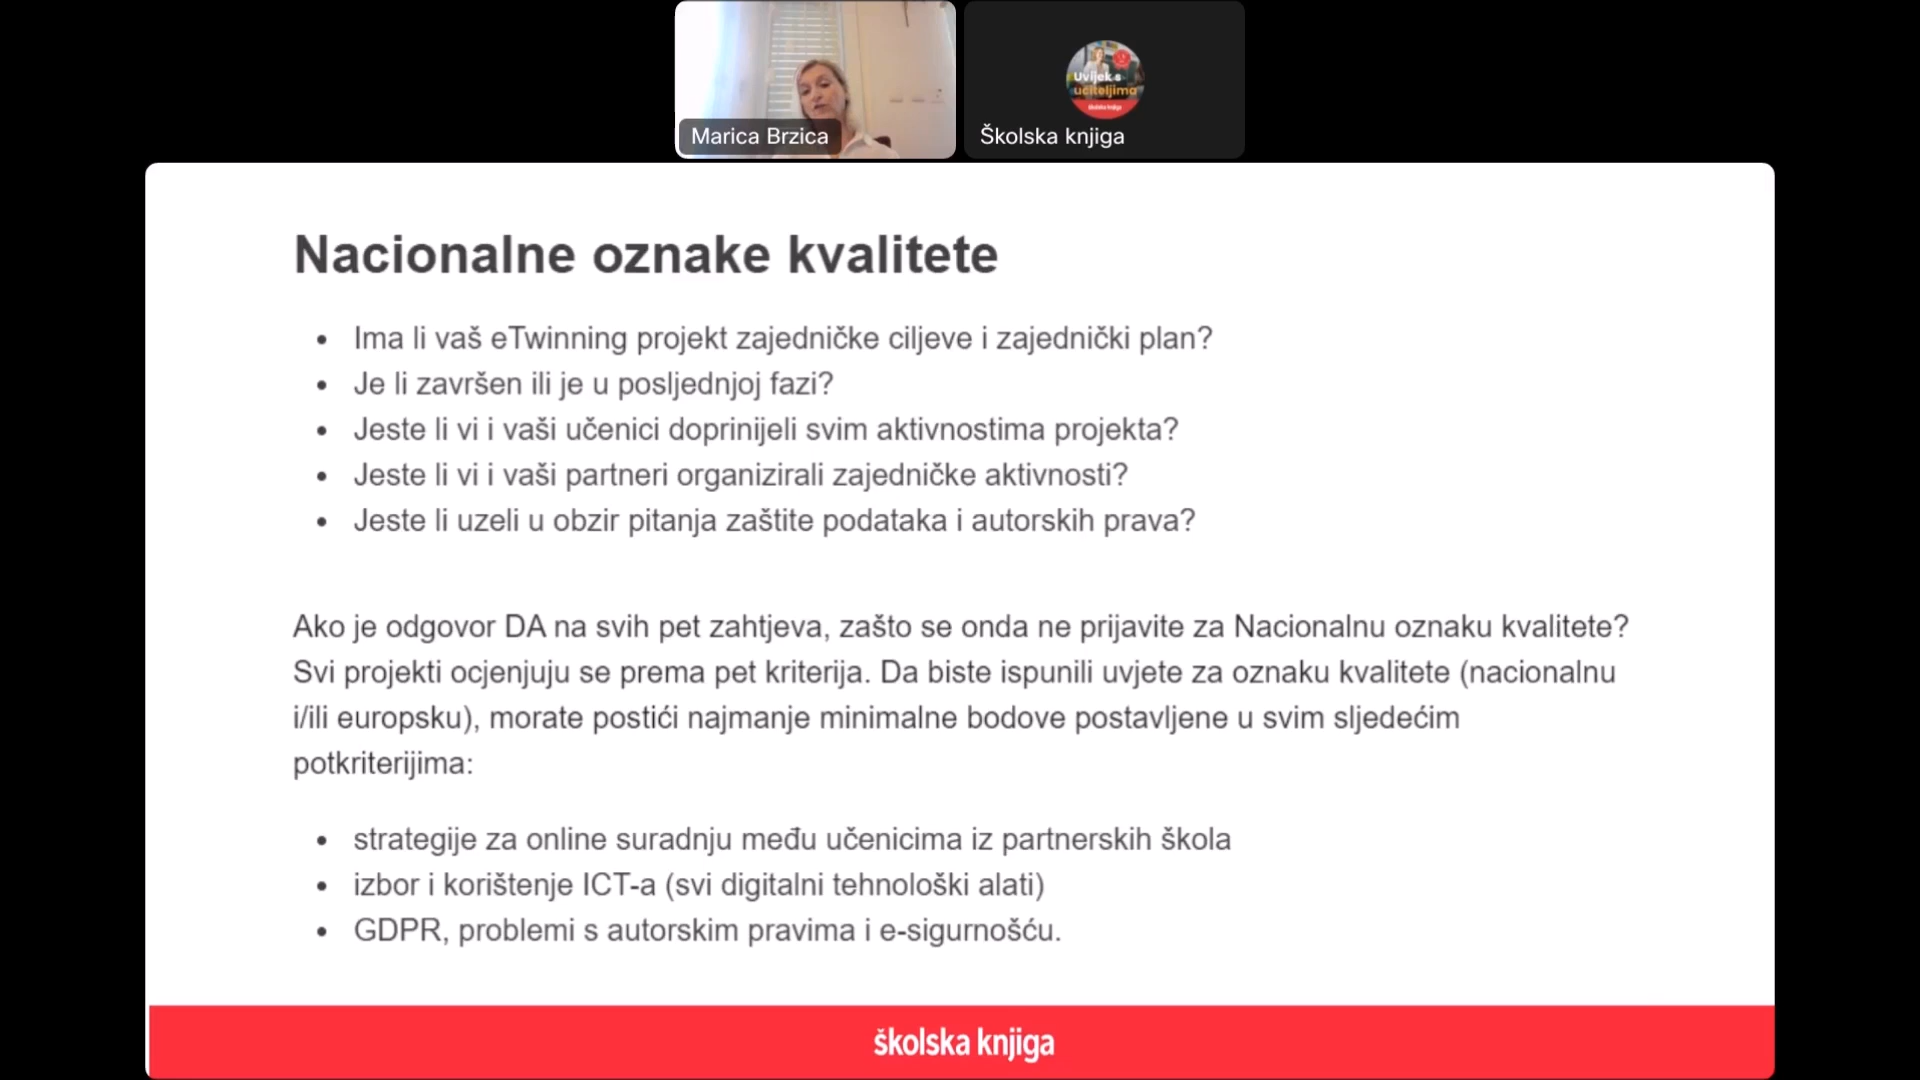 Uvijek s
učiteljima
školska knjiga
Marica Brzica
Školska knjiga
Nacionalne oznake kvalitete
• Ima li vaš eTwinning projekt zajedničke ciljeve i zajednički plan?
• Je li završen ili je u posljednjoj fazi?
• Jeste li vi i vaši učenici doprinijeli svim aktivnostima projekta?
• Jeste li vi i vaši partneri organizirali zajedničke aktivnosti?
• Jeste li uzeli u obzir pitanja zaštite podataka i autorskih prava?
Ako je odgovor DA na svih pet zahtjeva, zašto se onda ne prijavite za Nacionalnu oznaku kvalitete?
Svi projekti ocjenjuju se prema pet kriterija. Da biste ispunili uvjete za oznaku kvalitete (nacionalnu
i/ili europsku), morate postići najmanje minimalne bodove postavljene u svim sljedećim
potkriterijima:
• strategije za online suradnju među učenicima iz partnerskih škola
• izbor i korištenje ICT-a (svi digitalni tehnološki alati)
• GDPR, problemi s autorskim pravima i e-sigurnošću.
školska knjiga